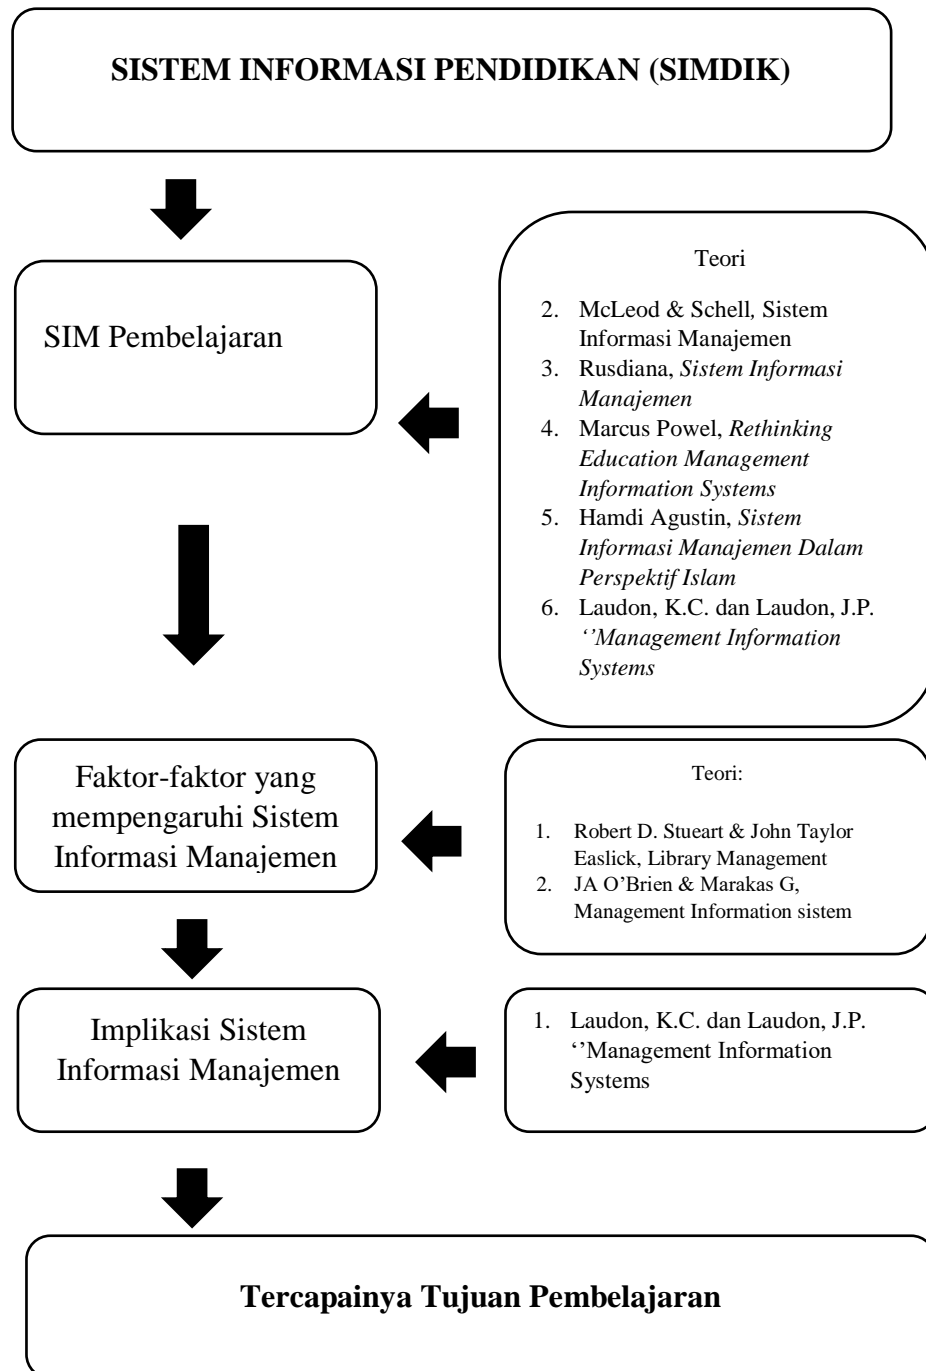 SISTEM INFORMASI PENDIDIKAN (SIMDIK)
SIM Pembelajaran
Teori
2. McLeod & Schell, Sistem
Informasi Manajemen
3. Rusdiana, Sistem Informasi
Manajemen
4. Marcus Powel, Rethinking
Education Management
Information Systems
5. Hamdi Agustin, Sistem
Informasi Manajemen Dalam
Perspektif Islam
6. Laudon, K.C. dan Laudon, J.P.
‘’Management Information
Systems
Faktor-faktor yang
mempengaruhi Sistem
Informasi Manajemen
Teori:
1. Robert D. Stueart & John Taylor
Easlick, Library Management
2. JA O’Brien & Marakas G,
Management Information sistem
Implikasi Sistem
Informasi Manajemen
1. Laudon, K.C. dan Laudon, J.P.
‘’Management Information
Systems
Tercapainya Tujuan Pembelajaran